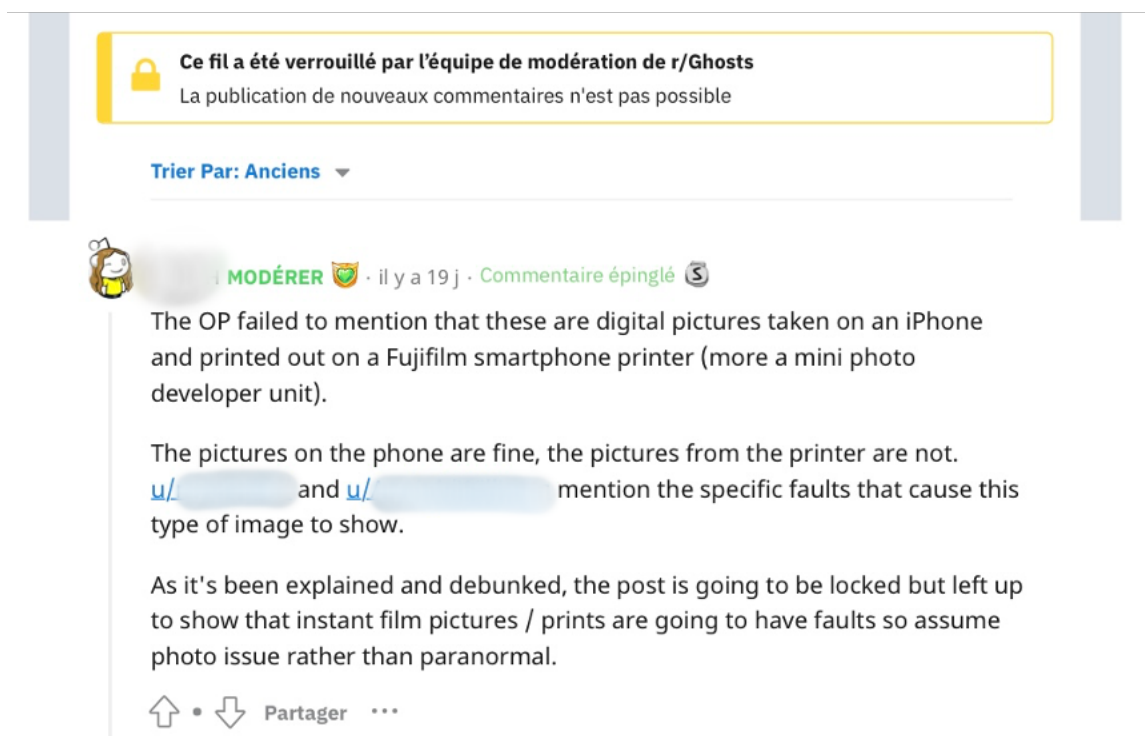 Ce fil a été verrouillé par l'équipe de modération de r/Ghosts
La publication de nouveaux commentaires n'est pas possible
Trier Par: Anciens
MODÉRER · il y a 19 j · Commentaire épinglé S
The OP failed to mention that these are digital pictures taken on an iPhone
and printed out on a Fujifilm smartphone printer (more a mini photo
developer unit).
The pictures on the phone are fine, the pictures from the printer are not.
u/ and u/ mention the specific faults that cause this
type of image to show.
As it's been explained and debunked, the post is going to be locked but left up
to show that instant film pictures / prints are going to have faults so assume
photo issue rather than paranormal.
Partager